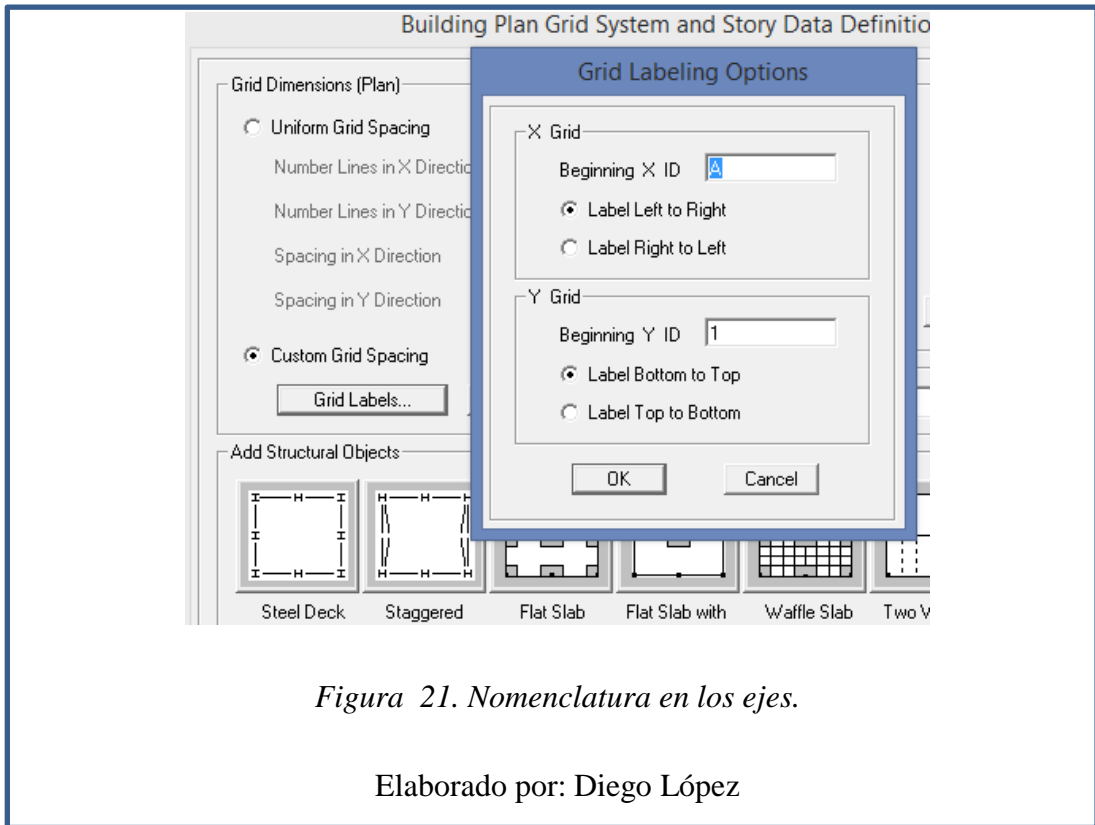 Building Plan Grid System and Story Data Definitio
Grid Dimensions (Plan)
Uniform Grid Spacing
Number Lines in X Directio
Number Lines in Y Directio
Spacing in X Direction
Spacing in Y Direction
Custom Grid Spacing
Grid Labels...
Grid Labeling Options
X Grid
Beginning X ID A
Label Left to Right
Label Right to Left
Y Grid
Beginning Y ID 1
Label Bottom to Top
Label Top to Bottom
OK Cancel
Add Structural Objects
Steel Deck Staggered Flat Slab Flat Slab with Waffle Slab Two
Figura 21. Nomenclatura en los ejes.
Elaborado por: Diego López